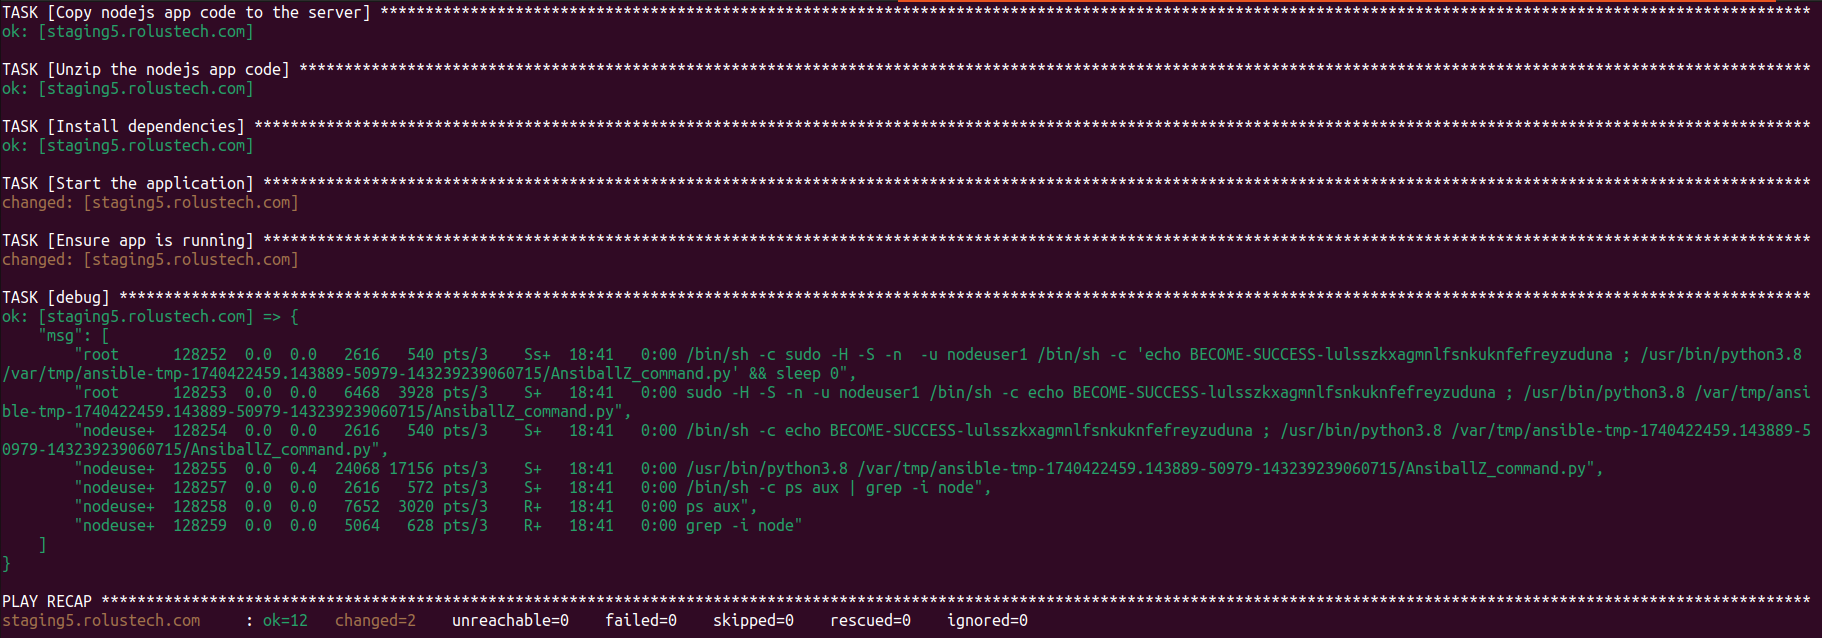 TASK [Copy nodejs app code to the server] ***************************************************************************************************************************************************************
ok: [staging5.rolustech.com]
TASK [Unzip the nodejs app code] ************************************************************************************************************************************************************************
ok: [staging5.rolustech.com]
TASK [Install dependencies] *****************************************************************************************************************************************************************************
ok: [staging5.rolustech.com]
TASK [Start the application] ****************************************************************************************************************************************************************************
changed: [staging5.rolustech.com]
TASK [Ensure app is running] ****************************************************************************************************************************************************************************
changed: [staging5.rolustech.com]
TASK [debug] ********************************************************************************************************************************************************************************************
ok: [staging5.rolustech.com] => {
    "msg": [
        "root      128252  0.0  0.0   2616   540 pts/3    Ss+  18:41   0:00 /bin/sh -c sudo -H -S -n  -u nodeuser1 /bin/sh -c 'echo BECOME-SUCCESS-lulsszkxagmnlfsnkuknfefreyzuduna ; /usr/bin/python3.8
/var/tmp/ansible-tmp-1740422459.143889-50979-143239239060715/AnsiballZ_command.py' && sleep 0",
        "root      128253  0.0  0.0   6468  3928 pts/3    S+   18:41   0:00 sudo -H -S -n -u nodeuser1 /bin/sh -c echo BECOME-SUCCESS-lulsszkxagmnlfsnkuknfefreyzuduna ; /usr/bin/python3.8 /var/tmp/ansi
ble-tmp-1740422459.143889-50979-143239239060715/AnsiballZ_command.py",
        "nodeuse+  128254  0.0  0.0   2616   540 pts/3    S+   18:41   0:00 /bin/sh -c echo BECOME-SUCCESS-lulsszkxagmnlfsnkuknfefreyzuduna ; /usr/bin/python3.8 /var/tmp/ansible-tmp-1740422459.143889-5
0979-143239239060715/AnsiballZ_command.py",
        "nodeuse+  128255  0.0  0.4  24068 17156 pts/3    S+   18:41   0:00 /usr/bin/python3.8 /var/tmp/ansible-tmp-1740422459.143889-50979-143239239060715/AnsiballZ_command.py",
        "nodeuse+  128257  0.0  0.0   2616   572 pts/3    S+   18:41   0:00 /bin/sh -c ps aux | grep -i node",
        "nodeuse+  128258  0.0  0.0   7652  3020 pts/3    R+   18:41   0:00 ps aux",
        "nodeuse+  128259  0.0  0.0   5064   628 pts/3    R+   18:41   0:00 grep -i node"
    ]
}
PLAY RECAP **********************************************************************************************************************************************************************************************
staging5.rolustech.com     : ok=12   changed=2    unreachable=0    failed=0    skipped=0    rescued=0    ignored=0